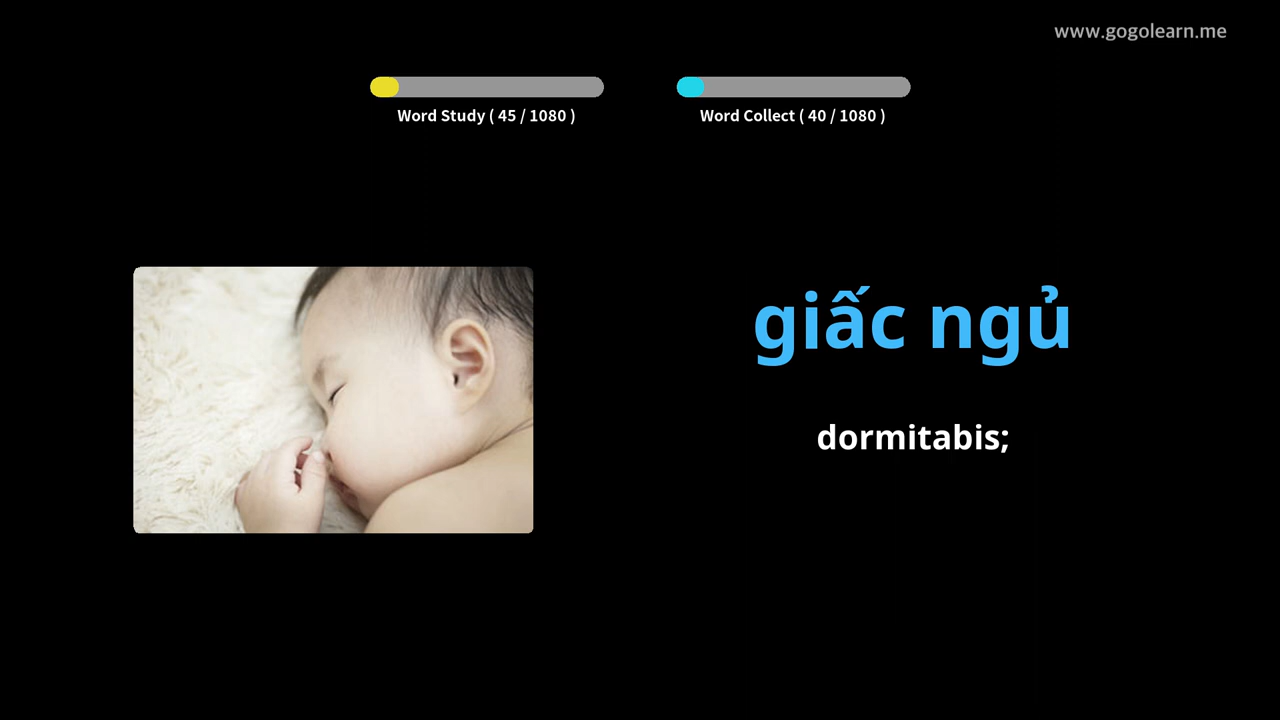 www.gogolearn.me
Word Study ( 45 / 1080 )
Word Collect ( 40 / 1080 )
giấc ngủ
dormitabis;